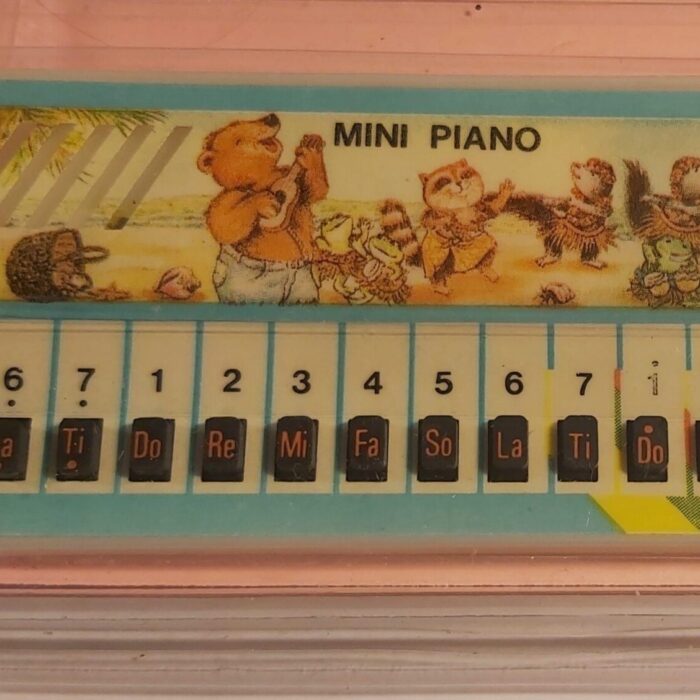 MINI PIANO
6 7 1 2 3 4 5 6 7 1
a Ti Do Re Mi Fa So La Ti Do